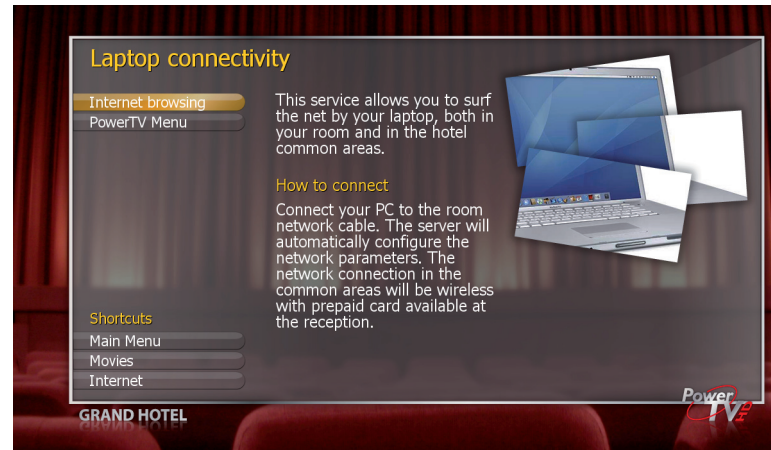 Laptop connectivity
Internet browsing
PowerTV Menu
This service allows you to surf
the net by your laptop, both in
your room and in the hotel
common areas.
How to connect
Connect your PC to the room
network cable. The server will
automatically configure the
network parameters. The
network connection in the
common areas will be wireless
with prepaid card available at
the reception.
Shortcuts
Main Menu
Movies
Internet
GRAND HOTEL
Power
TV HD